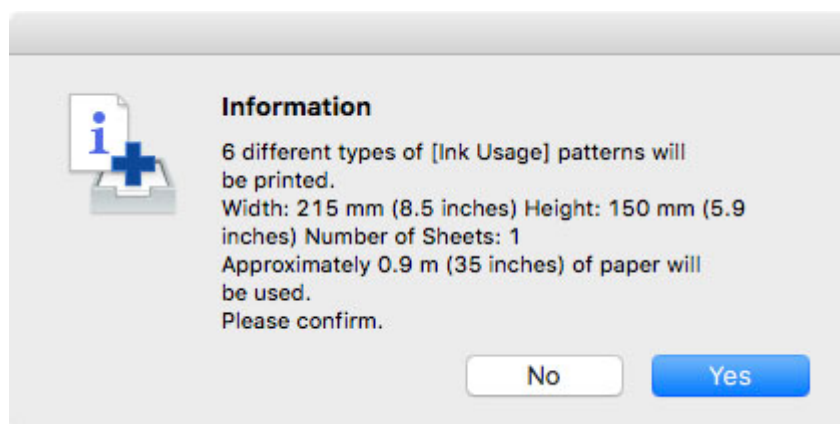 Information
6 different types of [Ink Usage] patterns will
be printed.
Width: 215 mm (8.5 inches) Height: 150 mm (5.9
inches) Number of Sheets: 1
Approximately 0.9 m (35 inches) of paper will
be used.
Please confirm.
No
Yes